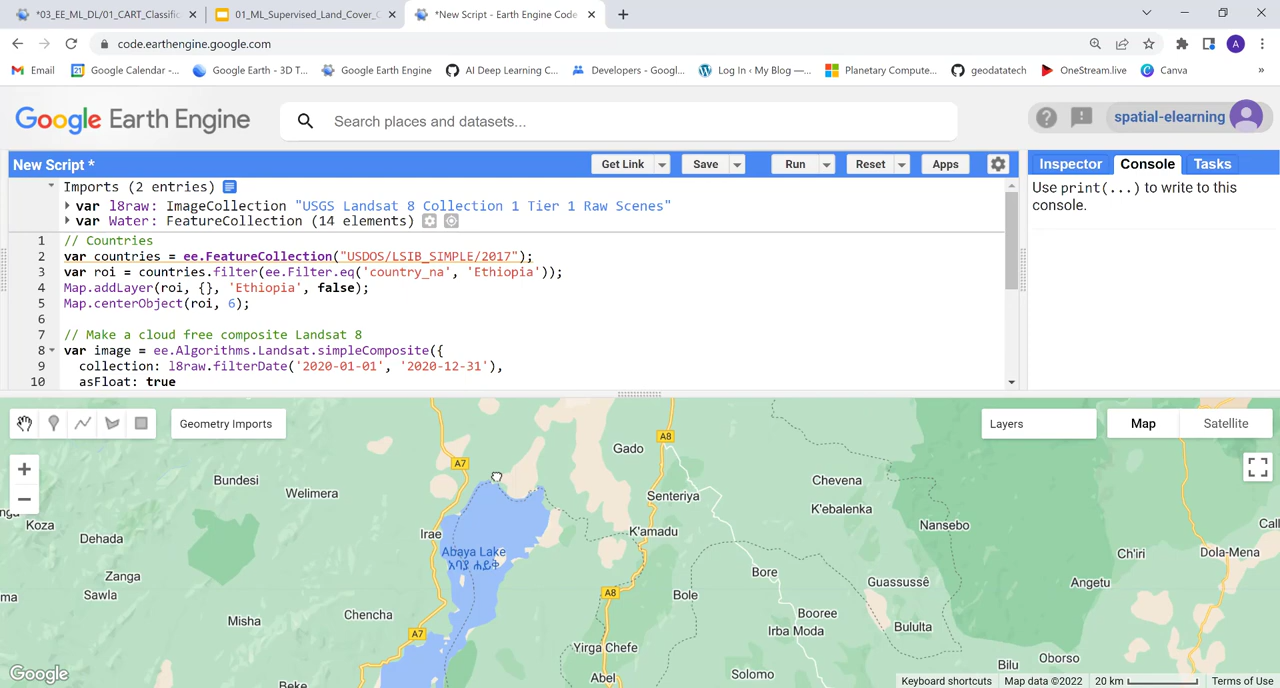 *03_EE_ML_DL/01_CART_Classific
01_ML_Supervised_Land_Cover_C
*New Script - Earth Engine Code
code.earthengine.google.com
A
Email
Google Calendar -...
Google Earth - 3D T...
Google Earth Engine
AI Deep Learning C...
Developers - Googl...
Log In ‹ My Blog —...
Planetary Compute...
geodatatech
OneStream.live
Canva
»
Google Earth Engine
Search places and datasets...
spatial-elearning
New Script *
Get Link
Save
Run
Reset
Apps
Inspector
Console
Tasks
Use print(...) to write to this
console.
Imports (2 entries)
var l8raw: ImageCollection "USGS Landsat 8 Collection 1 Tier 1 Raw Scenes"
var Water: FeatureCollection (14 elements)
1 // Countries
2 var countries = ee.FeatureCollection("USDOS/LSIB_SIMPLE/2017");
3 var roi = countries.filter(ee.Filter.eq('country_na', 'Ethiopia'));
4 Map.addLayer(roi, {}, 'Ethiopia', false);
5 Map.centerObject(roi, 6);
6
7 // Make a cloud free composite Landsat 8
8 var image = ee.Algorithms.Landsat.simpleComposite({
9 collection: l8raw.filterDate('2020-01-01', '2020-12-31'),
10 asFloat: true
Geometry Imports
Layers
Map
Satellite
+
−
A8
Gado
A7
Bundesi
Welimera
Senteriya
Chevena
K'ebalenka
Koza
Dehada
Irae
K'amadu
Nansebo
Call
Abaya Lake
አባያ ሐይቅ
Ch'iri
Dola-Mena
Zanga
Sawla
ma
Bore
Guassussê
Angetu
A8
Bole
Chencha
Misha
Booree
Irba Moda
Bululta
A7
Yirga Chefe
Abel
Solomo
Bilu
Oborso
Beke
Google
Keyboard shortcuts
Map data ©2022
20 km
Terms of Use